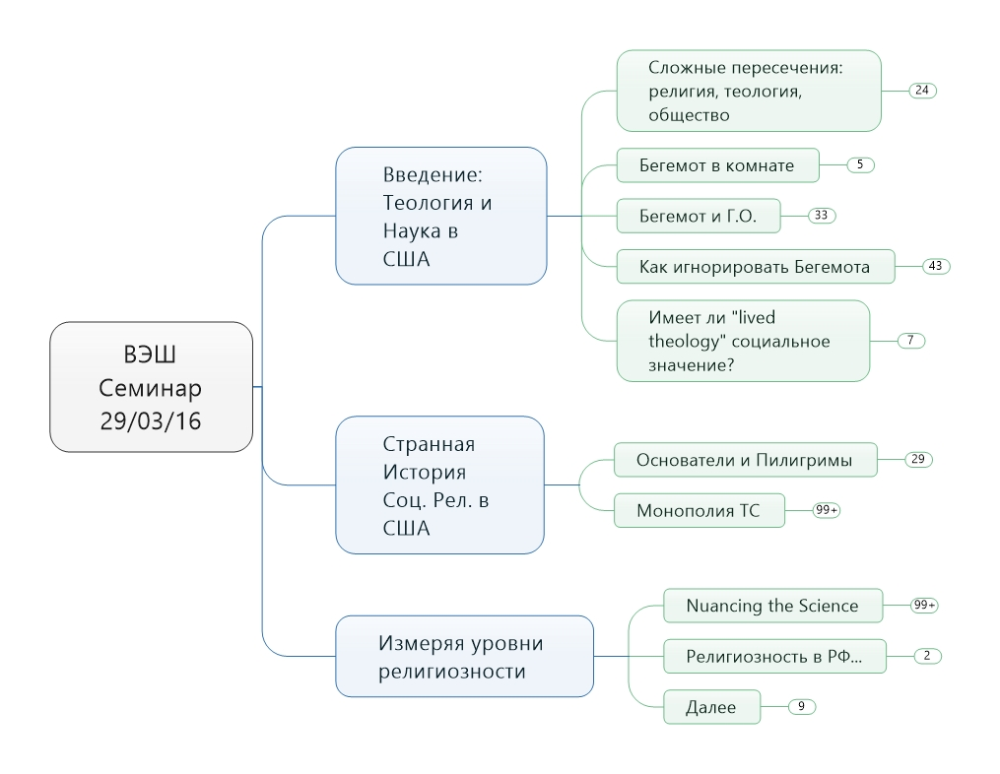 ВЭШ
Семинар
29/03/16
Введение:
Теология и
Наука в
США
Сложные пересечения:
религия, теология,
общество
24
Бегемот в комнате
5
Бегемот и Г.О.
33
Как игнорировать Бегемота
43
Имеет ли "lived
theology" социальное
значение?
7
Странная
История
Соц. Рел. в
США
Основатели и Пилигримы
29
Монополия ТС
99+
Измеряя уровни
религиозности
Nuancing the Science
99+
Религиозность в РФ...
2
Далее
9